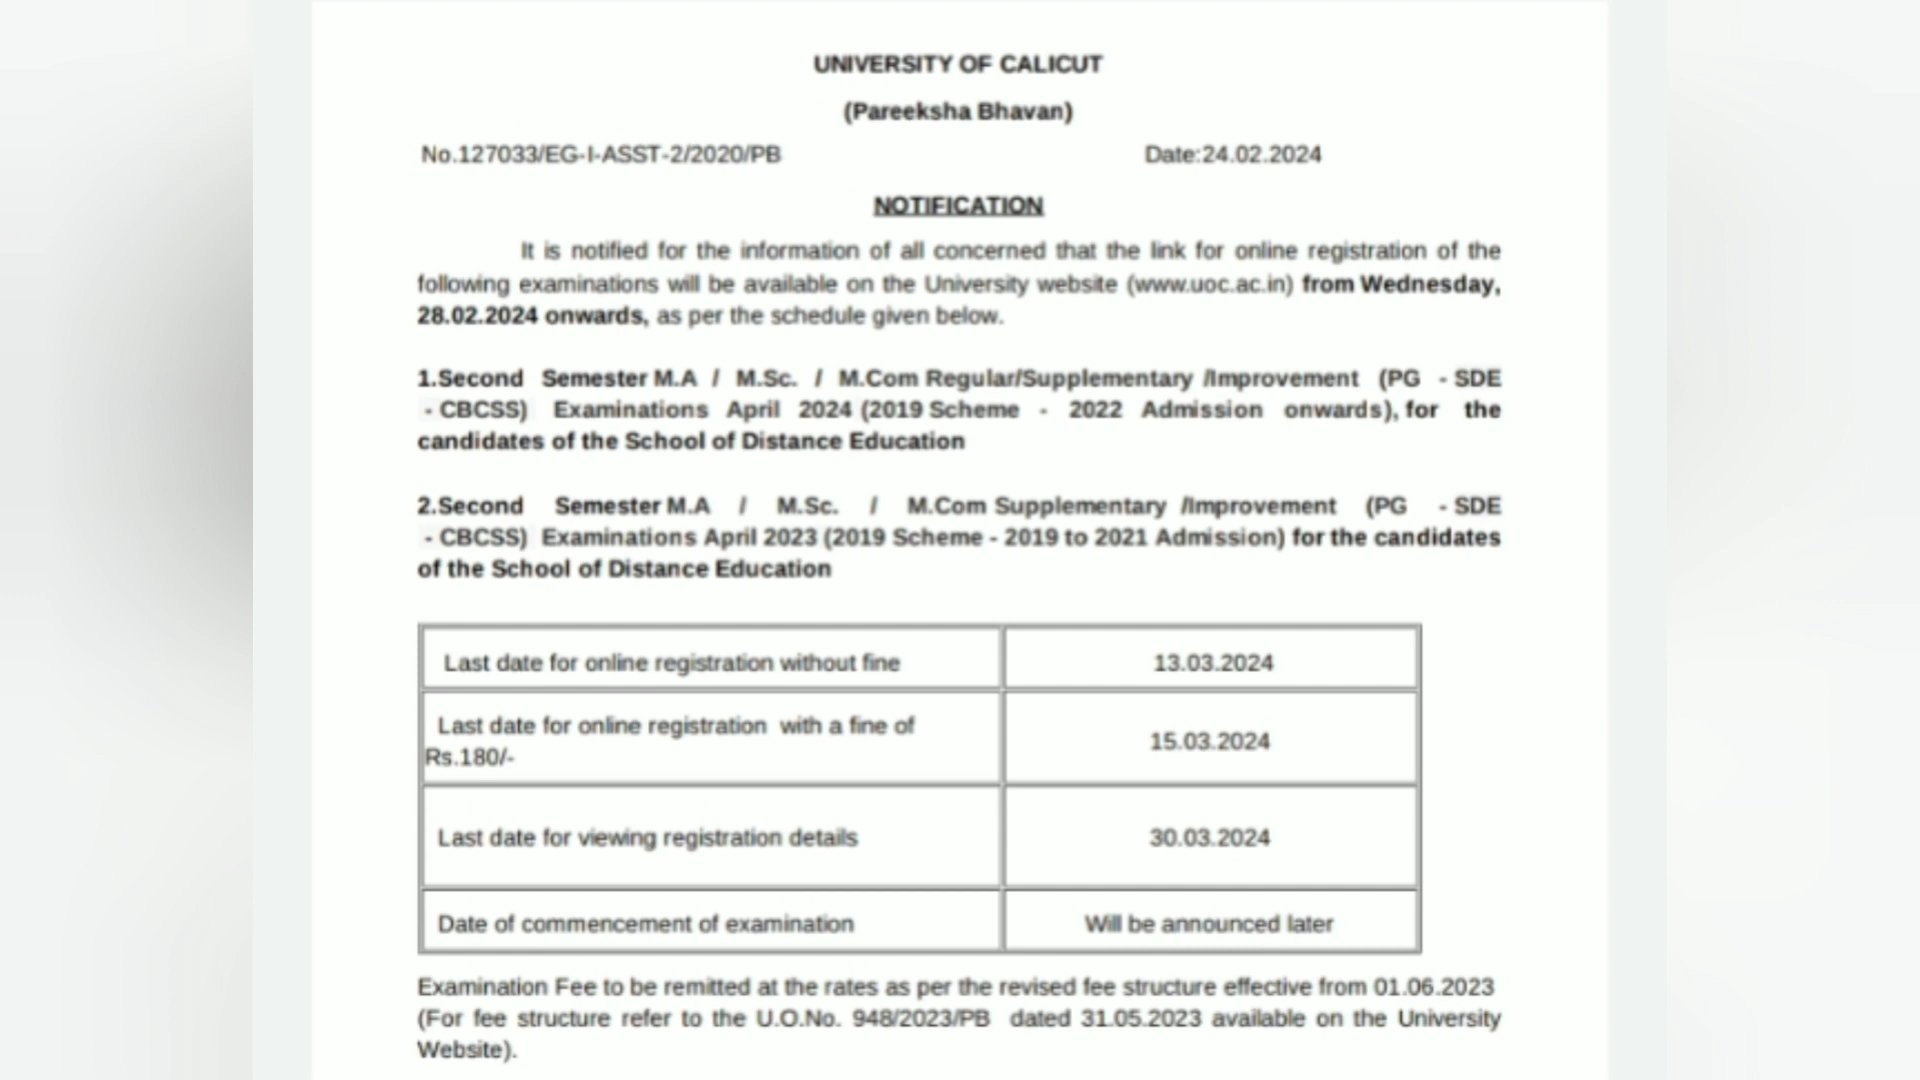 UNIVERSITY OF CALICUT
(Pareeksha Bhavan)
No.127033/EG-I-ASST-2/2020/PB Date:24.02.2024
NOTIFICATION
It is notified for the information of all concerned that the link for online registration of the
following examinations will be available on the University website (www.uoc.ac.in) from Wednesday,
28.02.2024 onwards, as per the schedule given below.
1.Second Semester M.A / M.Sc. / M.Com Regular/Supplementary /Improvement (PG - SDE
- CBCSS) Examinations April 2024 (2019 Scheme - 2022 Admission onwards), for the
candidates of the School of Distance Education
2.Second Semester M.A / M.Sc. / M.Com Supplementary /Improvement (PG - SDE
- CBCSS) Examinations April 2023 (2019 Scheme - 2019 to 2021 Admission) for the candidates
of the School of Distance Education
Last date for online registration without fine 13.03.2024
Last date for online registration with a fine of
Rs.180/- 15.03.2024
Last date for viewing registration details 30.03.2024
Date of commencement of examination Will be announced later
Examination Fee to be remitted at the rates as per the revised fee structure effective from 01.06.2023
(For fee structure refer to the U.O.No. 948/2023/PB dated 31.05.2023 available on the University
Website).